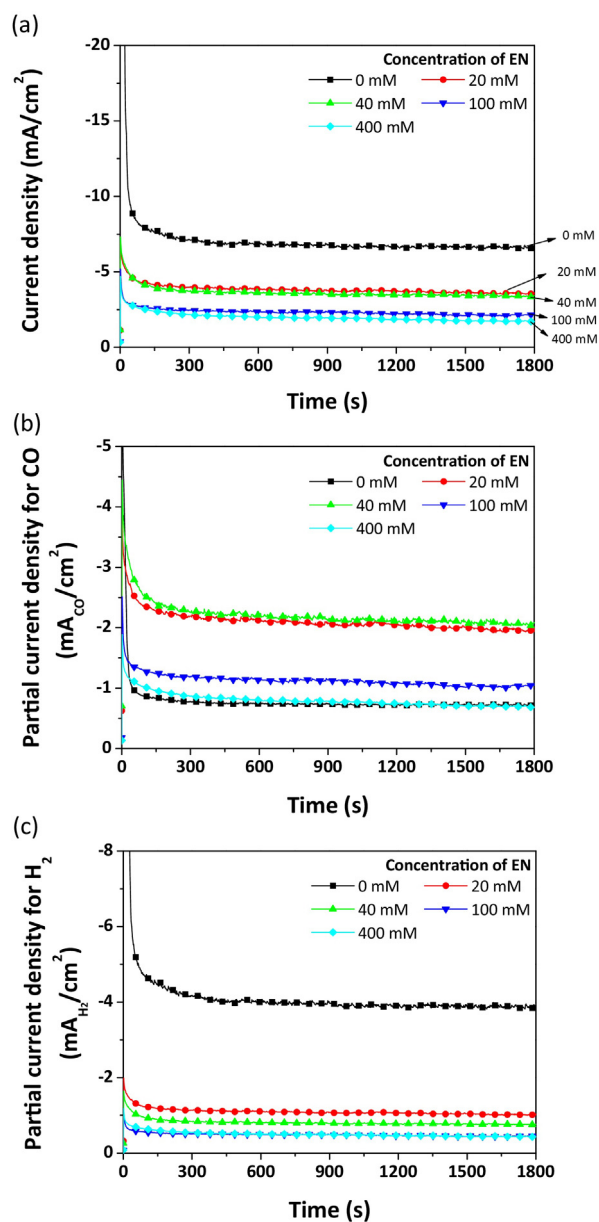 (a)
-20
-15
-10
-5
0
Current density (mA/cm²)
Concentration of EN
0 mM
20 mM
40 mM
100 mM
400 mM
0 mM
20 mM
40 mM
100 mM
400 mM
0 300 600 900 1200 1500 1800
Time (s)
(b)
-5
-4
-3
-2
-1
0
Partial current density for CO
(mA_CO/cm²)
Concentration of EN
0 mM
20 mM
40 mM
100 mM
400 mM
0 300 600 900 1200 1500 1800
Time (s)
(c)
-8
-6
-4
-2
0
Partial current density for H₂
(mA_H2/cm²)
Concentration of EN
0 mM
20 mM
40 mM
100 mM
400 mM
0 300 600 900 1200 1500 1800
Time (s)